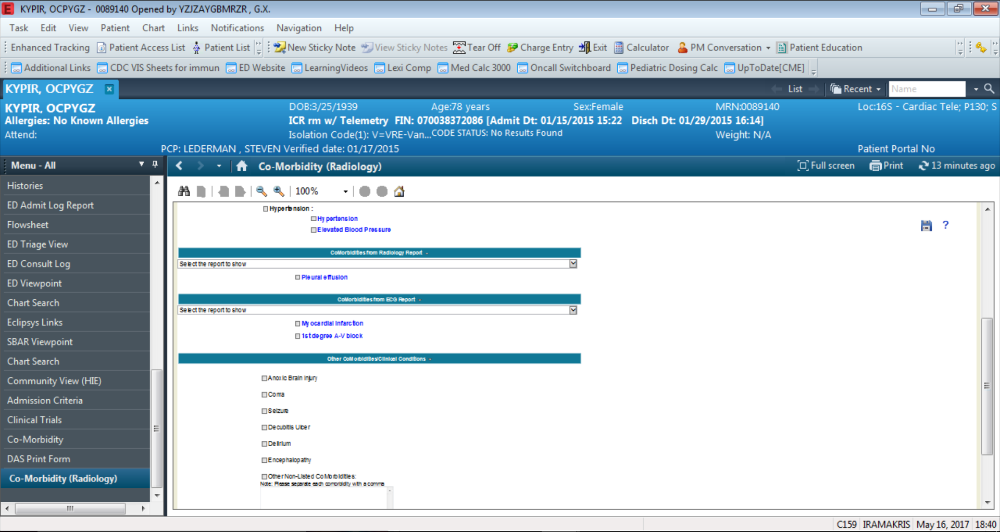 KYPIR, OCPYGZ - 0089140 Opened by YZJZAYGBMRZR , G.X.
Task Edit View Patient Chart Links Notifications Navigation Help
Enhanced Tracking Patient Access List Patient List New Sticky Note View Sticky Notes Tear Off Charge Entry Exit Calculator PM Conversation Patient Education
Additional Links CDC VIS Sheets for immun ED Website LearningVideos Lexi Comp Med Calc 3000 Oncall Switchboard Pediatric Dosing Calc UpToDate[CME]
KYPIR, OCPYGZ List Recent Name
KYPIR, OCPYGZ DOB:3/25/1939 Age:78 years Sex:Female MRN:0089140 Loc:16S - Cardiac Tele; P130; S
Allergies: No Known Allergies ICR rm w/ Telemetry FIN: 070038372086 [Admit Dt: 01/15/2015 15:22 Disch Dt: 01/29/2015 16:14]
Attend: Isolation Code(1): V=VRE-Van... CODE STATUS: No Results Found Weight: N/A
PCP: LEDERMAN , STEVEN Verified date: 01/17/2015 Patient Portal No
Menu - All Co-Morbidity (Radiology) Full screen Print 13 minutes ago
Histories
ED Admit Log Report
Flowsheet
ED Triage View
ED Consult Log
ED Viewpoint
Chart Search
Eclipsys Links
SBAR Viewpoint
Chart Search
Community View (HIE)
Admission Criteria
Clinical Trials
Co-Morbidity
DAS Print Form
Co-Morbidity (Radiology)
100%
Hypertension :
Hypertension
Elevated Blood Pressure
?
CoMorbidities from Radiology Report -
Select the report to show
Pleural effusion
CoMorbidities from ECG Report -
Select the report to show
Myocardial Infarction
1st degree A-V block
Other CoMorbidities/Clinical Conditions -
Anoxic Brain Injury
Coma
Seizure
Decubitis Ulcer
Delirium
Encephalopathy
Other Non-Listed CoMorbidities:
Note: Please separate each comorbidity with a comma
C159 IRAMAKRIS May 16, 2017 18:40